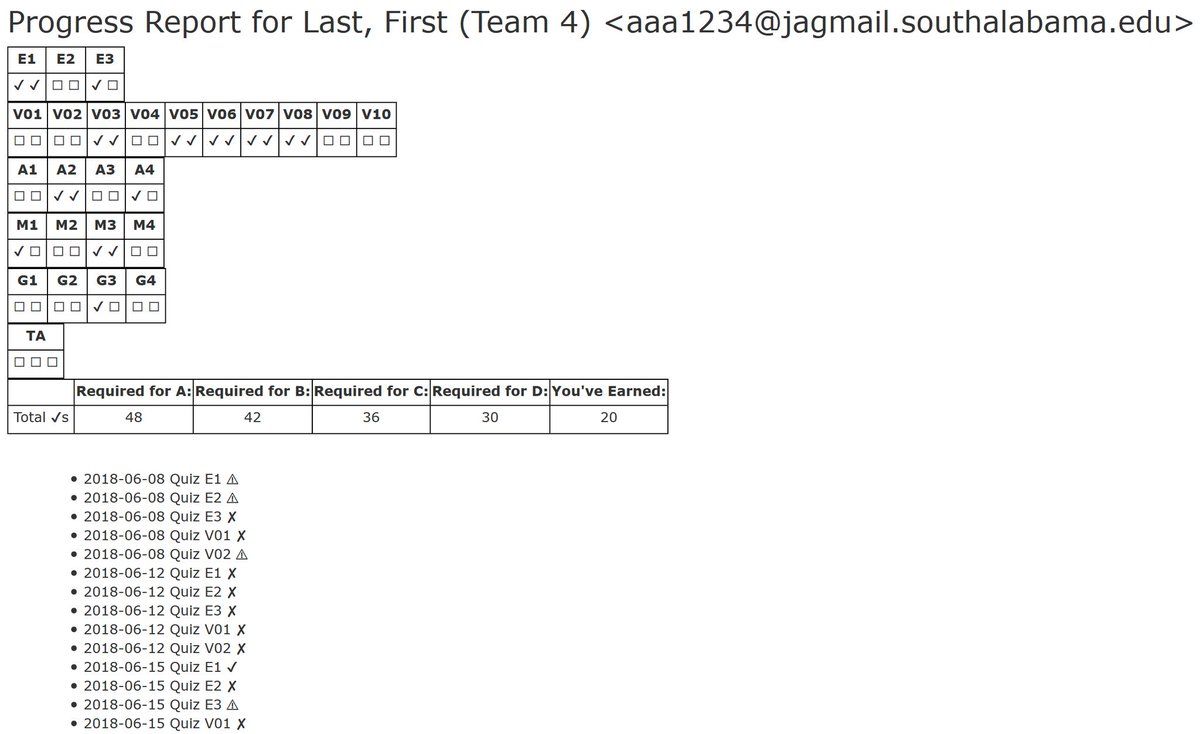 Progress Report for Last, First (Team 4) <aaa1234@jagmail.southalabama.edu>
E1 E2 E3
✓✓ ☐☐ ✓☐
V01 V02 V03 V04 V05 V06 V07 V08 V09 V10
☐☐ ☐☐ ✓✓ ☐☐ ✓✓ ✓✓ ✓✓ ✓✓ ☐☐ ☐☐
A1 A2 A3 A4
☐☐ ✓✓ ☐☐ ✓☐
M1 M2 M3 M4
✓☐ ☐☐ ✓✓ ☐☐
G1 G2 G3 G4
☐☐ ☐☐ ✓☐ ☐☐
TA
☐☐☐
Required for A: Required for B: Required for C: Required for D: You've Earned:
Total ✓s 48 42 36 30 20
• 2018-06-08 Quiz E1 ⚠
• 2018-06-08 Quiz E2 ⚠
• 2018-06-08 Quiz E3 ✗
• 2018-06-08 Quiz V01 ✗
• 2018-06-08 Quiz V02 ⚠
• 2018-06-12 Quiz E1 ✗
• 2018-06-12 Quiz E2 ✗
• 2018-06-12 Quiz E3 ✗
• 2018-06-12 Quiz V01 ✗
• 2018-06-12 Quiz V02 ✗
• 2018-06-15 Quiz E1 ✓
• 2018-06-15 Quiz E2 ✗
• 2018-06-15 Quiz E3 ⚠
• 2018-06-15 Quiz V01 ✗